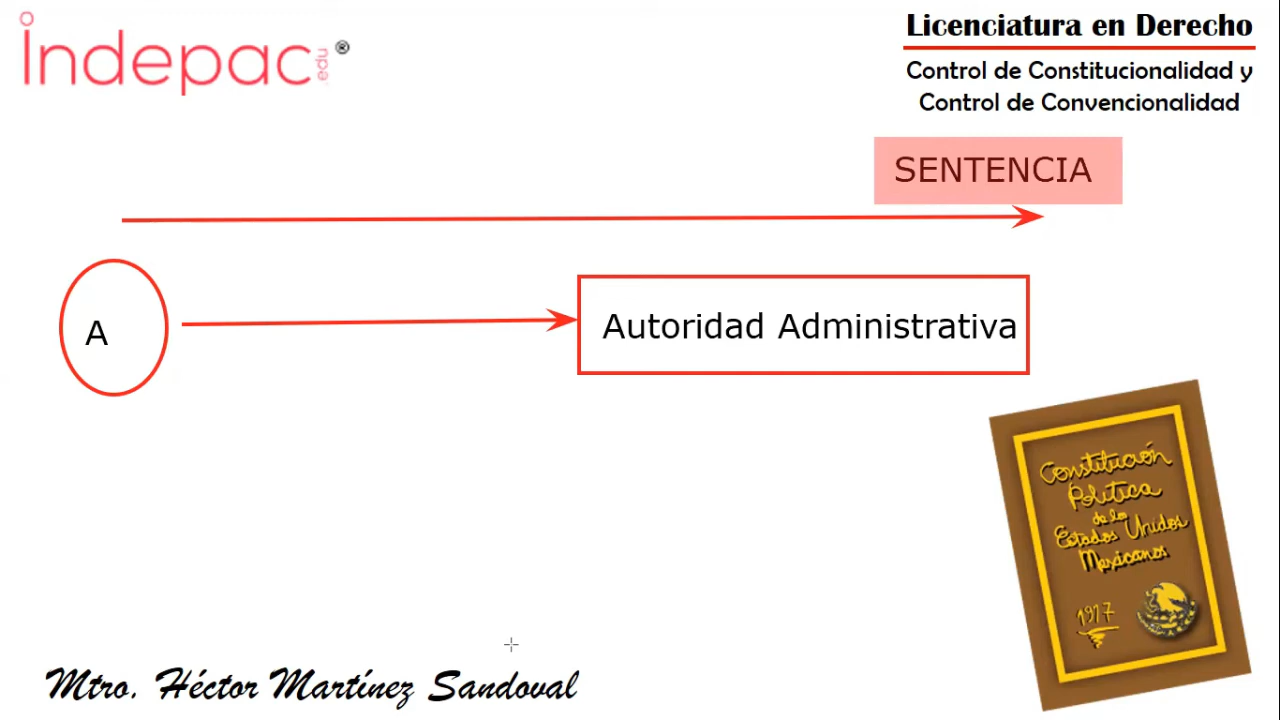 Indepac.edu ®
Licenciatura en Derecho
Control de Constitucionalidad y
Control de Convencionalidad
SENTENCIA
A
Autoridad Administrativa
Constitución
Política
de los
Estados Unidos
Mexicanos
1917
Mtro. Héctor Martínez Sandoval